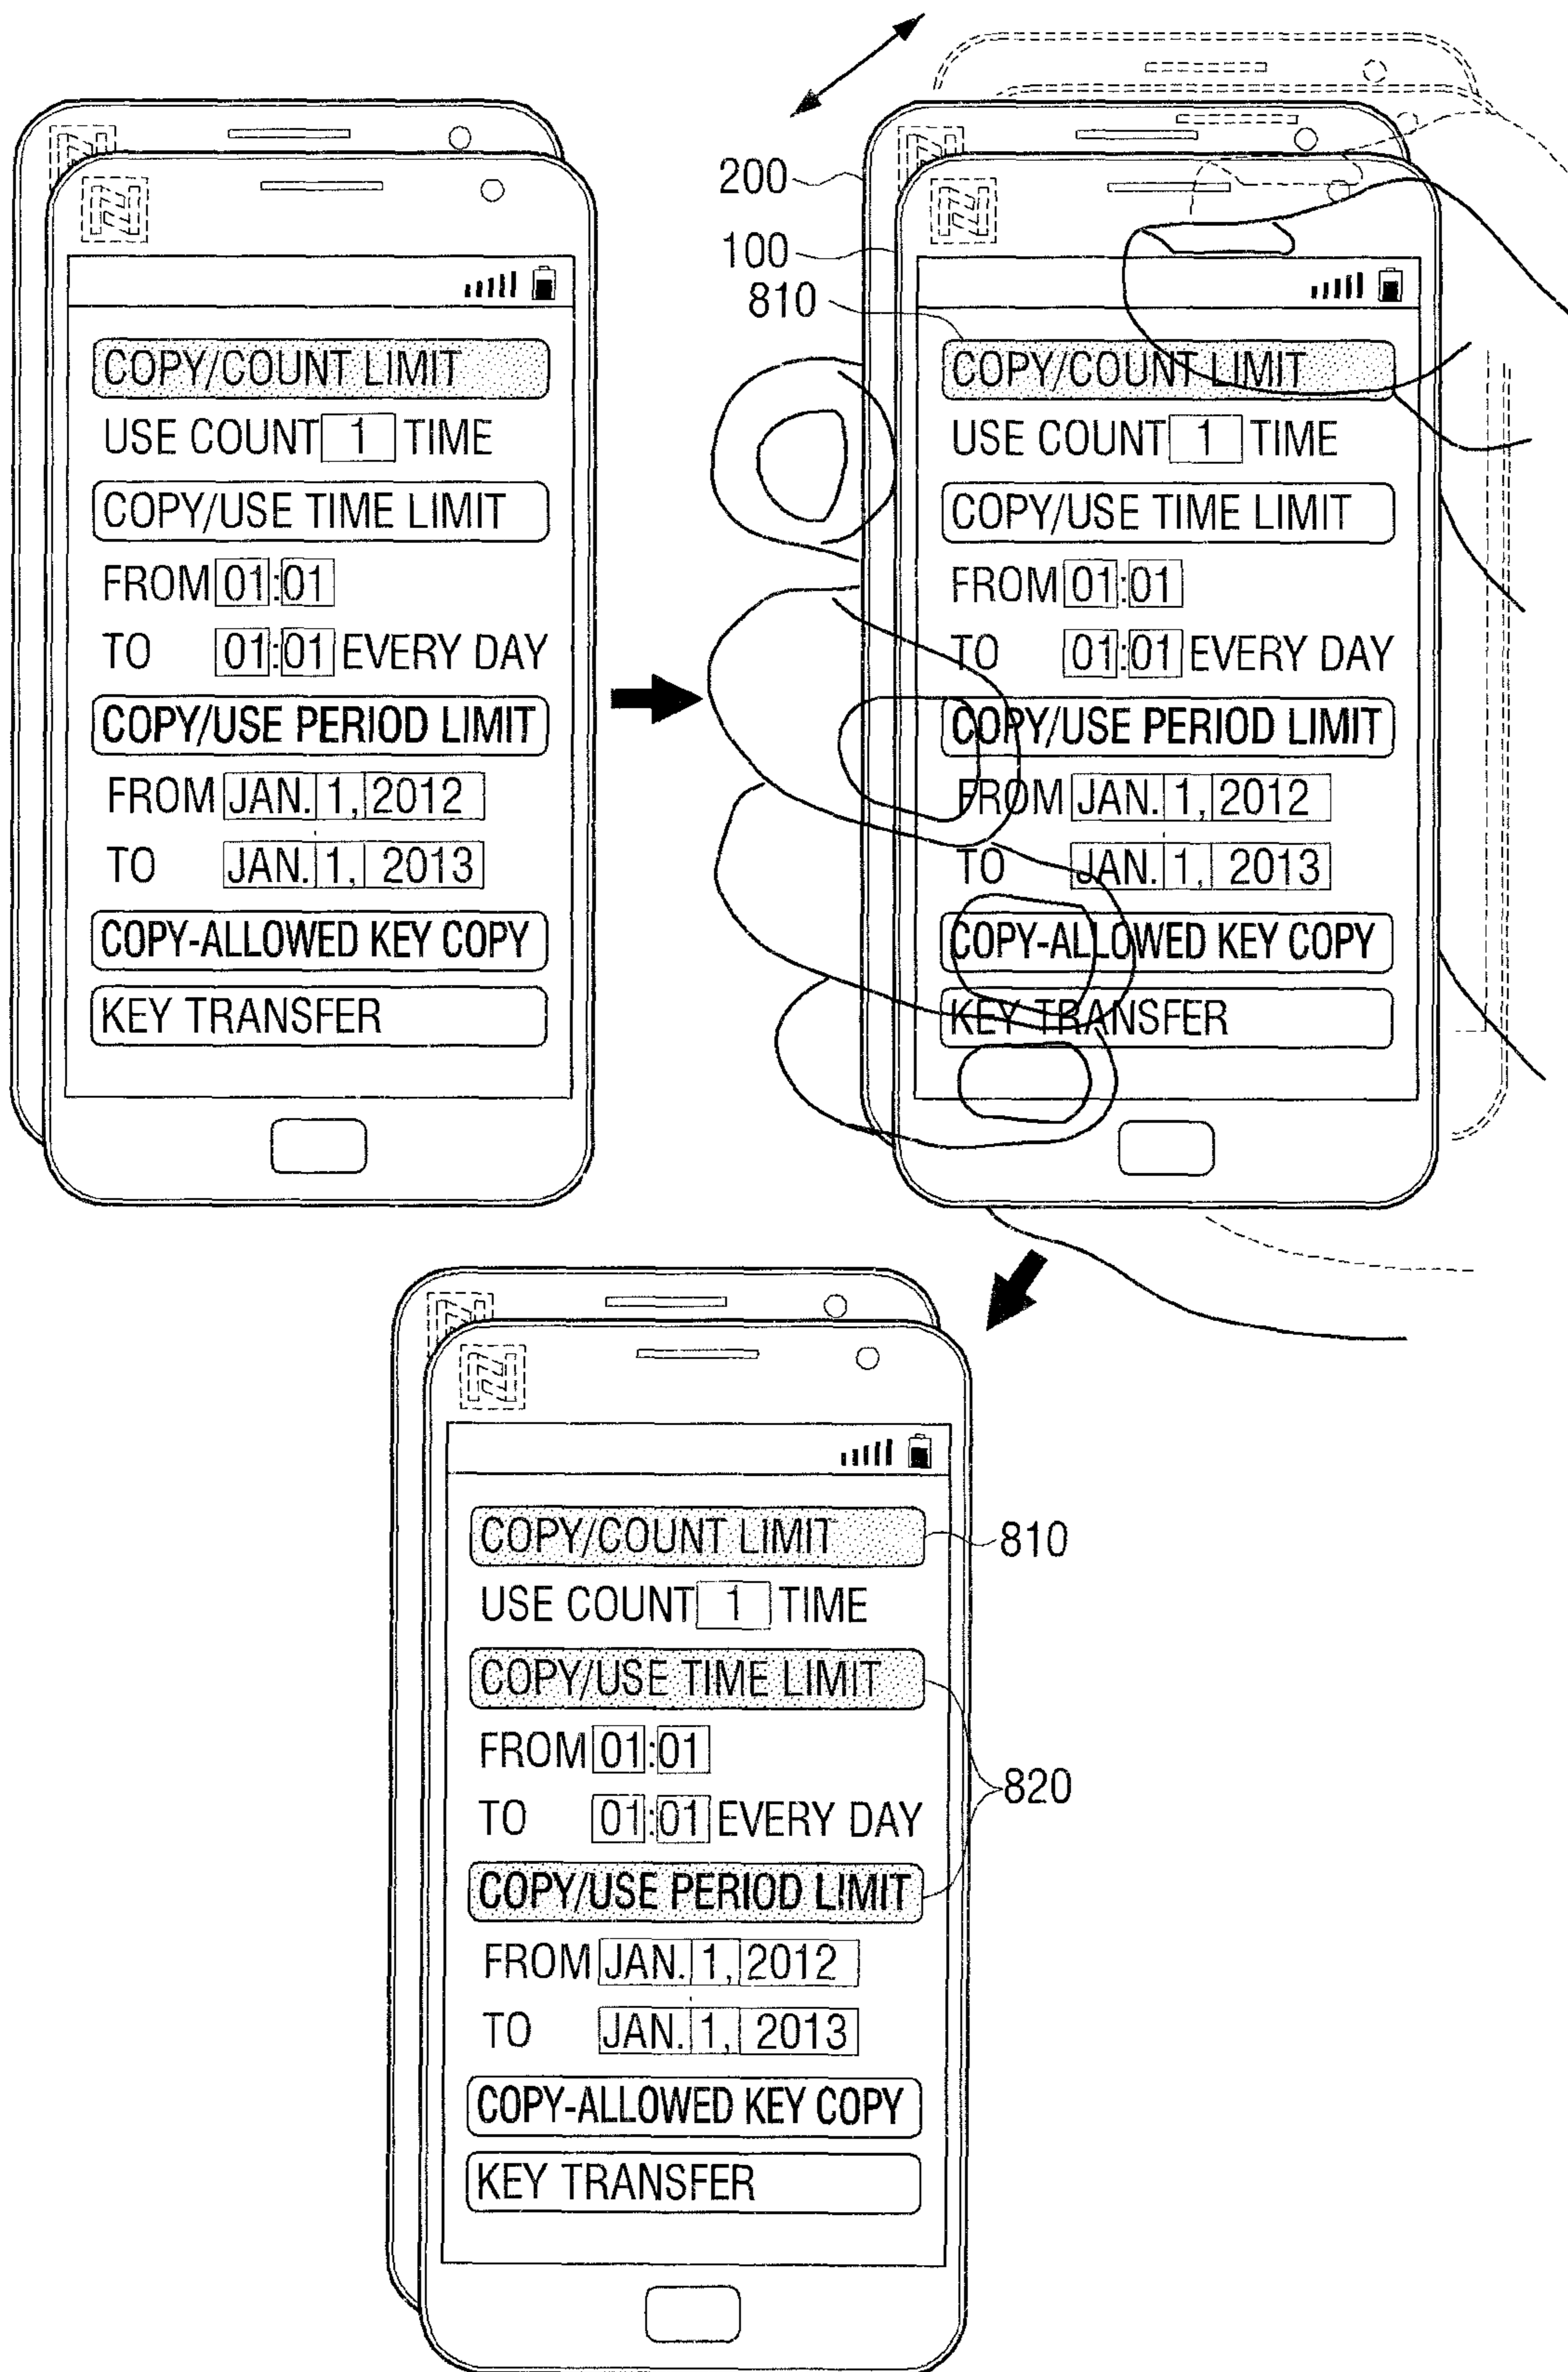 COPY/COUNT LIMIT
USE COUNT 1 TIME
COPY/USE TIME LIMIT
FROM 01:01
TO 01:01 EVERY DAY
COPY/USE PERIOD LIMIT
FROM JAN. 1, 2012
TO JAN. 1, 2013
COPY-ALLOWED KEY COPY
KEY TRANSFER
200
100
810
COPY/COUNT LIMIT
USE COUNT 1 TIME
COPY/USE TIME LIMIT
FROM 01:01
TO 01:01 EVERY DAY
COPY/USE PERIOD LIMIT
FROM JAN. 1, 2012
TO JAN. 1, 2013
COPY-ALLOWED KEY COPY
KEY TRANSFER
COPY/COUNT LIMIT
810
USE COUNT 1 TIME
COPY/USE TIME LIMIT
FROM 01:01
820
TO 01:01 EVERY DAY
COPY/USE PERIOD LIMIT
FROM JAN. 1, 2012
TO JAN. 1, 2013
COPY-ALLOWED KEY COPY
KEY TRANSFER